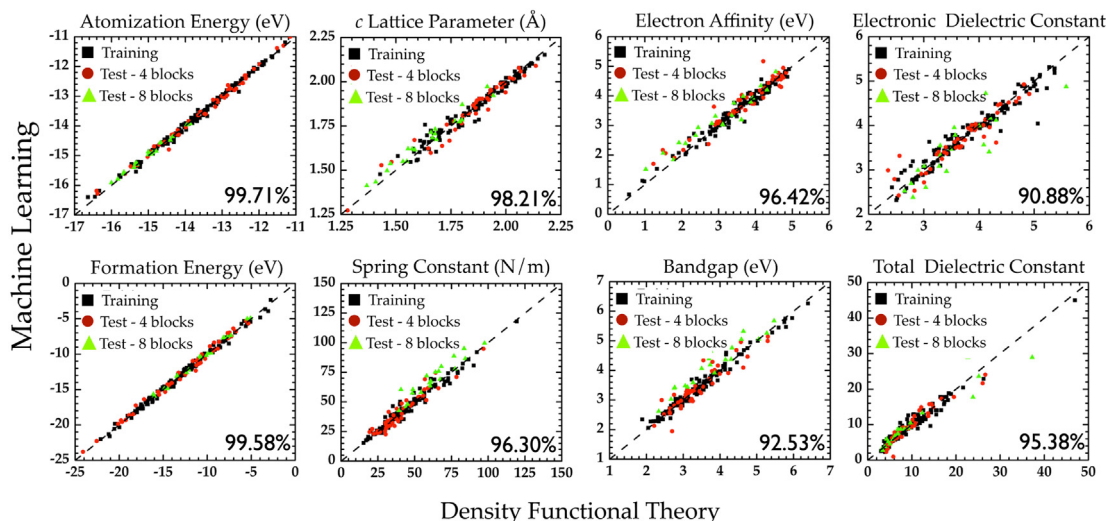 Machine Learning
Atomization Energy (eV)
-11
-12
-13
-14
-15
-16
-17
Training
Test - 4 blocks
Test - 8 blocks
99.71%
-17 -16 -15 -14 -13 -12 -11
c Lattice Parameter (Å)
2.25
2.00
1.75
1.50
1.25
Training
Test - 4 blocks
Test - 8 blocks
98.21%
1.25 1.50 1.75 2.00 2.25
Electron Affinity (eV)
6
5
4
3
2
1
0
Training
Test - 4 blocks
Test - 8 blocks
96.42%
0 1 2 3 4 5 6
Electronic Dielectric Constant
6
5
4
3
2
Training
Test - 4 blocks
Test - 8 blocks
90.88%
2 3 4 5 6
Formation Energy (eV)
0
-5
-10
-15
-20
-25
Training
Test - 4 blocks
Test - 8 blocks
99.58%
-25 -20 -15 -10 -5 0
Spring Constant (N/m)
150
125
100
75
50
25
0
Training
Test - 4 blocks
Test - 8 blocks
96.30%
0 25 50 75 100 125 150
Bandgap (eV)
7
6
5
4
3
2
1
Training
Test - 4 blocks
Test - 8 blocks
92.53%
1 2 3 4 5 6 7
Total Dielectric Constant
50
40
30
20
10
0
Training
Test - 4 blocks
Test - 8 blocks
95.38%
0 10 20 30 40 50
Density Functional Theory